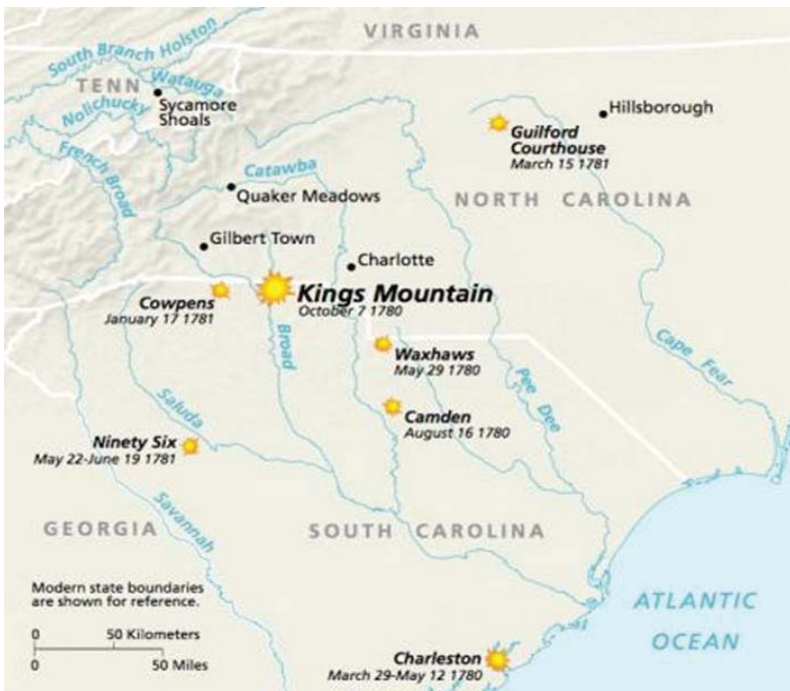 VIRGINIA
South Branch Holston
TENN
Watauga
Sycamore
Shoals
Nolichucky
Hillsborough
Guilford
Courthouse
March 15 1781
French Broad
Catawba
Quaker Meadows
NORTH CAROLINA
Gilbert Town
Charlotte
Kings Mountain
October 7 1780
Cowpens
January 17 1781
Broad
Waxhaws
May 29 1780
Cape Fear
Pee Dee
Saluda
Camden
August 16 1780
Ninety Six
May 22-June 19 1781
Savannah
GEORGIA
SOUTH CAROLINA
Modern state boundaries
are shown for reference.
0 50 Kilometers
0 50 Miles
ATLANTIC
OCEAN
Charleston
March 29-May 12 1780